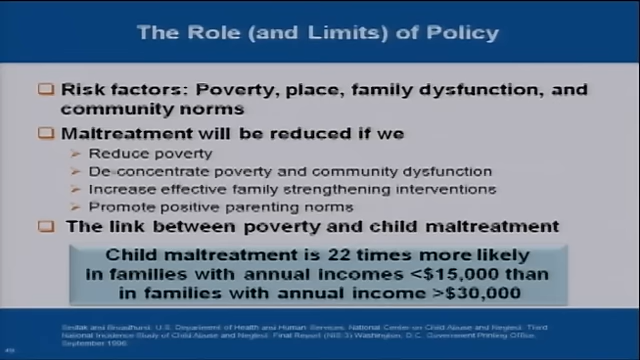 The Role (and Limits) of Policy
Risk factors: Poverty, place, family dysfunction, and
community norms
Maltreatment will be reduced if we
Reduce poverty
De-concentrate poverty and community dysfunction
Increase effective family strengthening interventions
Promote positive parenting norms
The link between poverty and child maltreatment
Child maltreatment is 22 times more likely
in families with annual incomes <$15,000 than
in families with annual income >$30,000
Sedlak and Broadhurst: U.S. Department of Health and Human Services, National Center on Child Abuse and Neglect. Third
National Incidence Study of Child Abuse and Neglect. Final Report (NIS-3) Washington, D.C. Government Printing Office.
September 1996